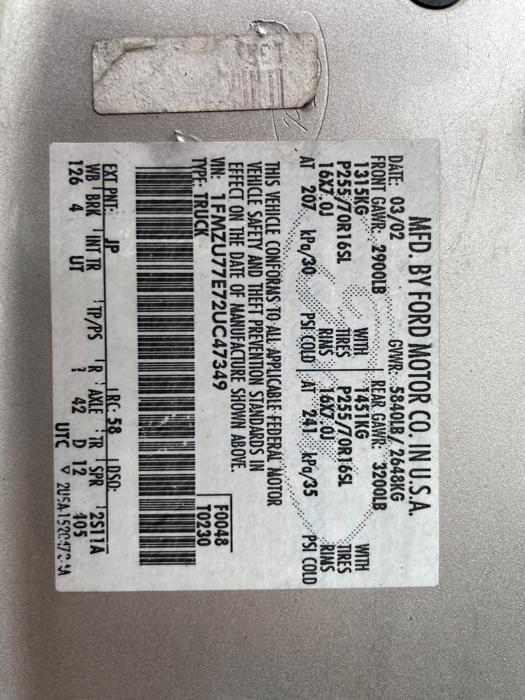 MFD. BY FORD MOTOR CO. IN U.S.A.
DATE: 03/02 GVWR: 5840LB/ 2648KG
FRONT GAWR: 2900LB REAR GAWR: 3200LB
1315KG WITH 1451KG WITH
P255/70R16SL TIRES P255/70R16SL TIRES
16X7.0J RIMS 16X7.0J RIMS
AT 207 kPa/30 PSI COLD AT 241 kPa/35 PSI COLD
THIS VEHICLE CONFORMS TO ALL APPLICABLE FEDERAL MOTOR
VEHICLE SAFETY AND THEFT PREVENTION STANDARDS IN
EFFECT ON THE DATE OF MANUFACTURE SHOWN ABOVE.
VIN: 1FMZU77E72UC47349 F0048
TYPE: TRUCK T0230
EXT PNT: JP RC: 58 DSO:
WB BRK INT TR TP/PS R AXLE TR SPR 2S11A
126 4 UT 1 42 D 12 405
UTC